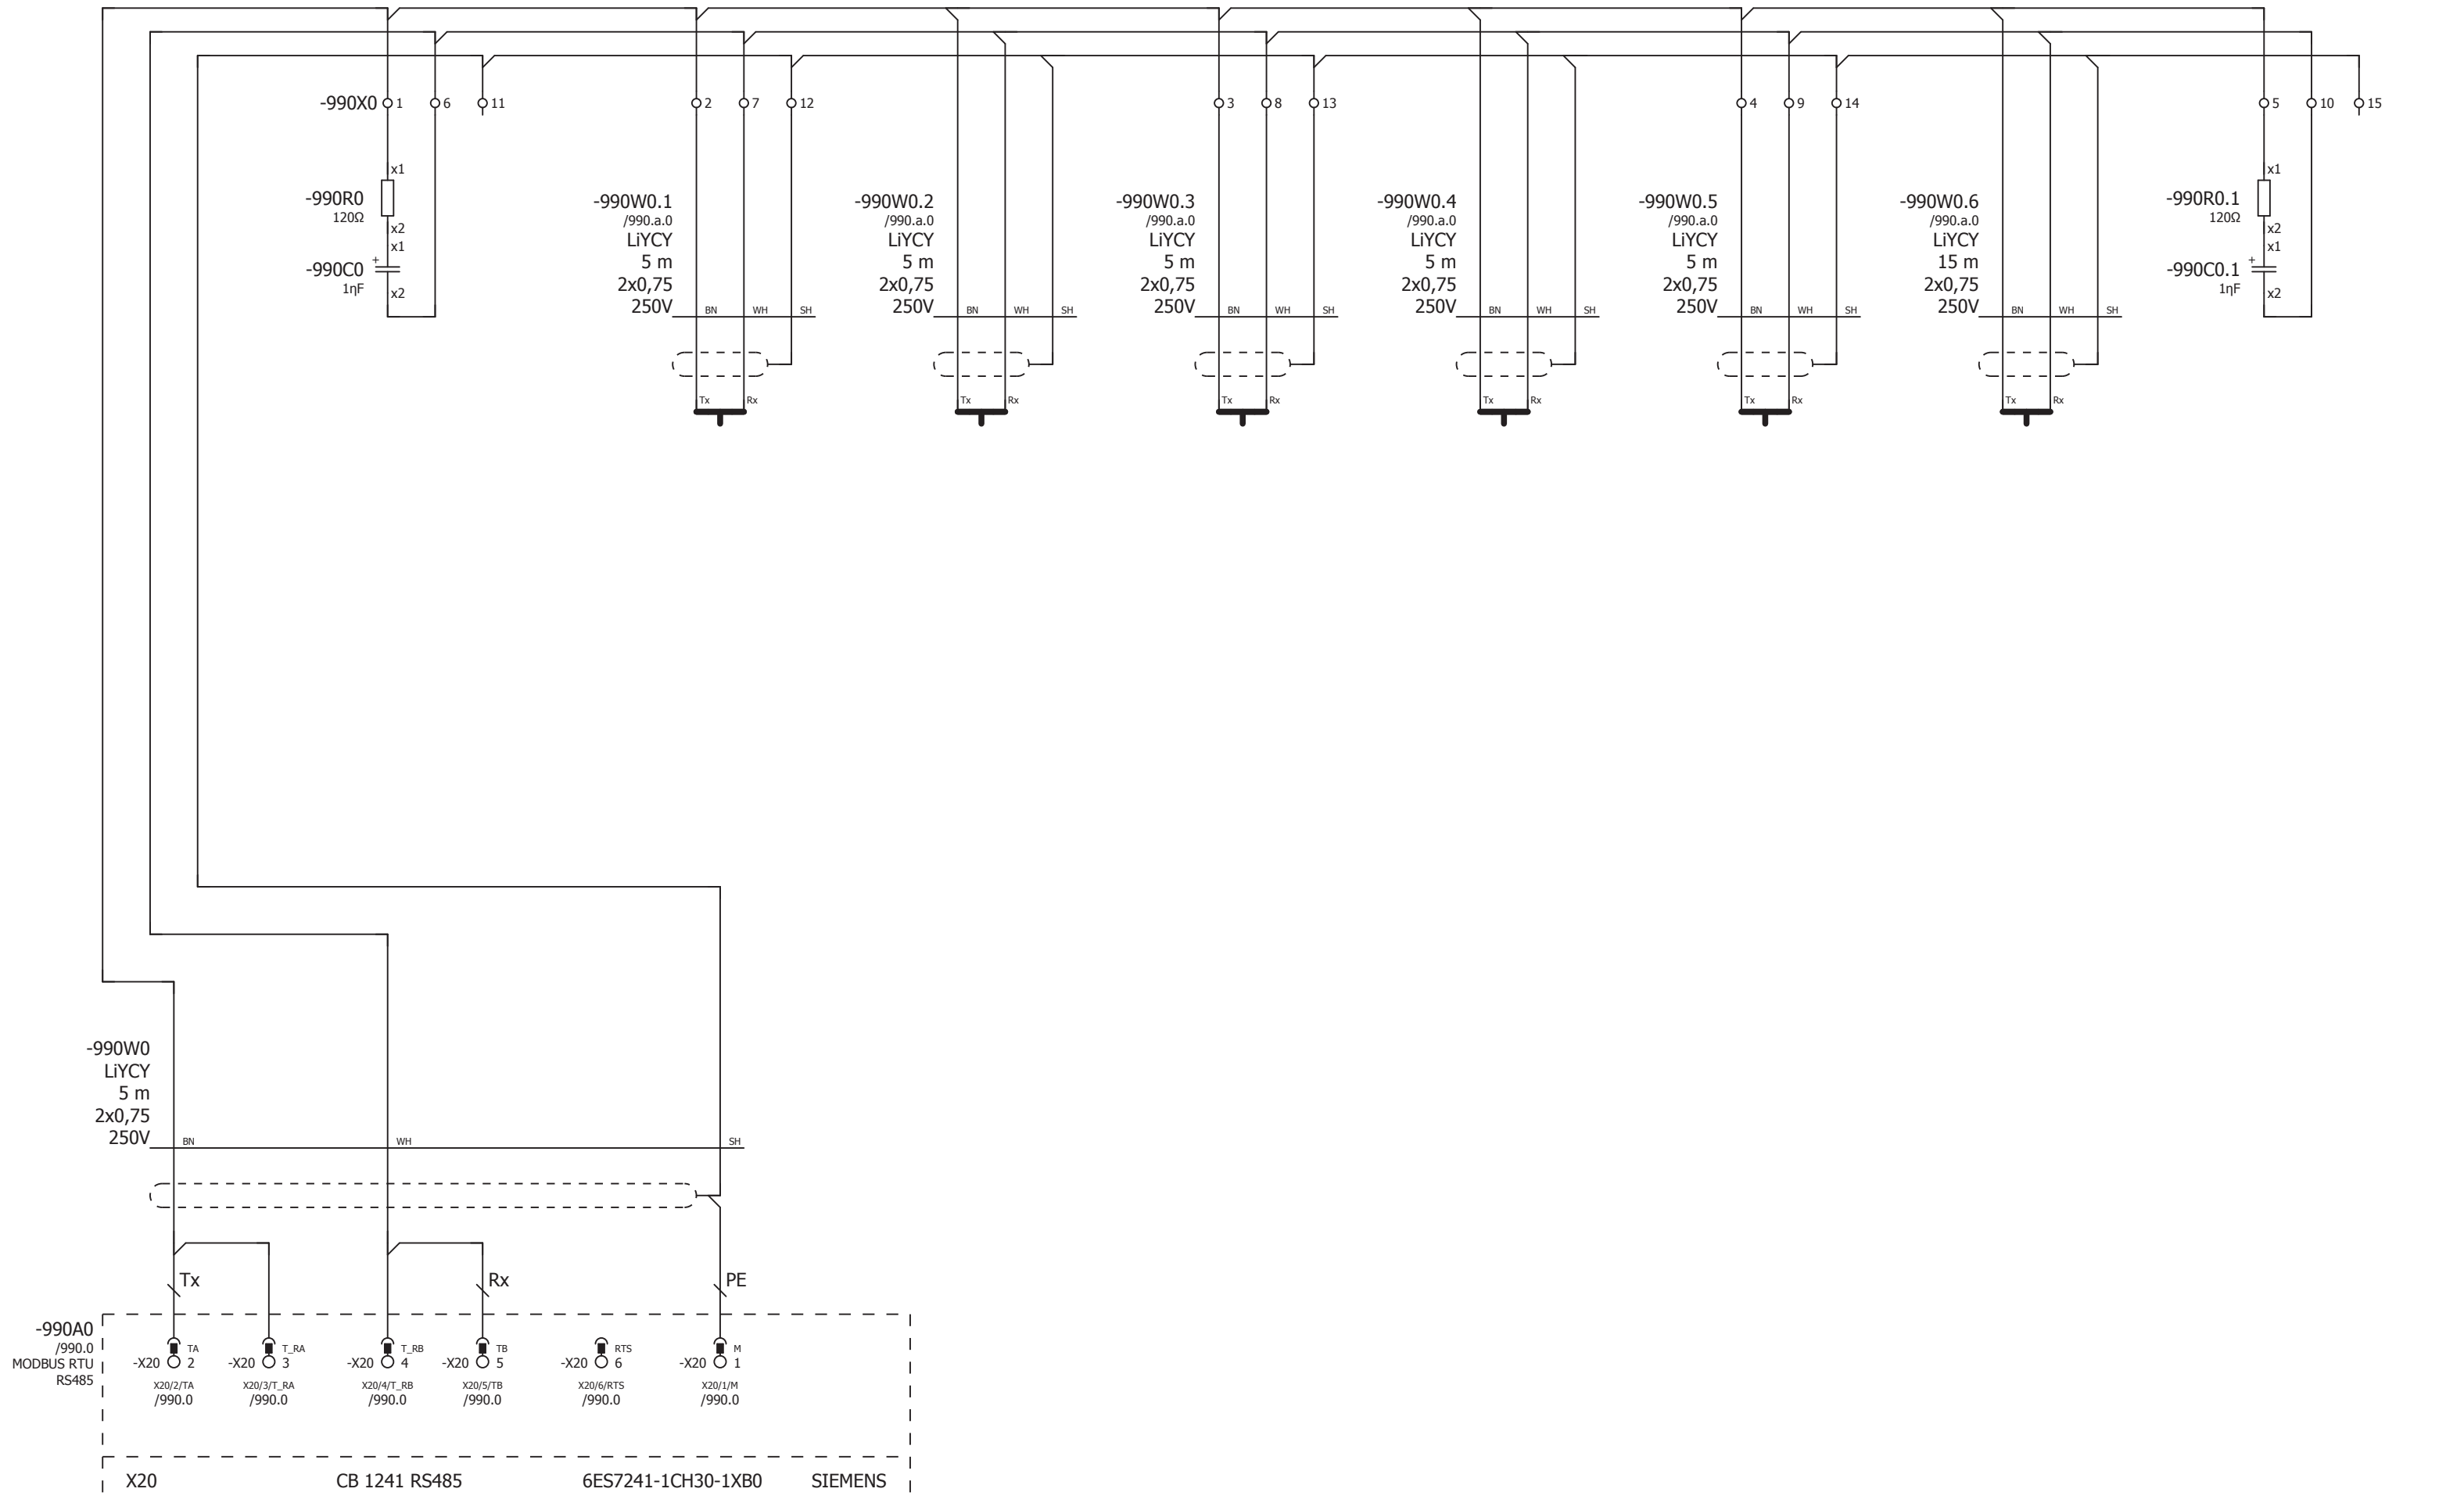 -990X0 1 6 11 2 7 12 3 8 13 4 9 14 5 10 15
x1
-990R0
120Ω
x2
x1
+
-990C0
1ηF
x2
-990W0.1
/990.a.0
LiYCY
5 m
2x0,75
250V
BN WH SH
Tx Rx
-990W0.2
/990.a.0
LiYCY
5 m
2x0,75
250V
BN WH SH
Tx Rx
-990W0.3
/990.a.0
LiYCY
5 m
2x0,75
250V
BN WH SH
Tx Rx
-990W0.4
/990.a.0
LiYCY
5 m
2x0,75
250V
BN WH SH
Tx Rx
-990W0.5
/990.a.0
LiYCY
5 m
2x0,75
250V
BN WH SH
Tx Rx
-990W0.6
/990.a.0
LiYCY
15 m
2x0,75
250V
BN WH SH
Tx Rx
x1
-990R0.1
120Ω
x2
x1
+
-990C0.1
1ηF
x2
-990W0
LiYCY
5 m
2x0,75
250V
BN WH SH
Tx Rx PE
-990A0
/990.0
MODBUS RTU
RS485
TA T_RA T_RB TB RTS M
-X20 2 -X20 3 -X20 4 -X20 5 -X20 6 -X20 1
X20/2/TA X20/3/T_RA X20/4/T_RB X20/5/TB X20/6/RTS X20/1/M
/990.0 /990.0 /990.0 /990.0 /990.0 /990.0
X20 CB 1241 RS485 6ES7241-1CH30-1XB0 SIEMENS